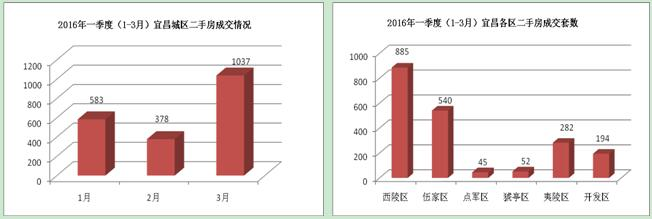 2016年一季度（1-3月）宜昌城区二手房成交情况
1200
1000
800
600
400
200
0
583
378
1037
1月
2月
3月
2016年一季度（1-3月）宜昌各区二手房成交套数
1000
800
600
400
200
0
885
540
45
52
282
194
西陵区
伍家区
点军区
猇亭区
夷陵区
开发区